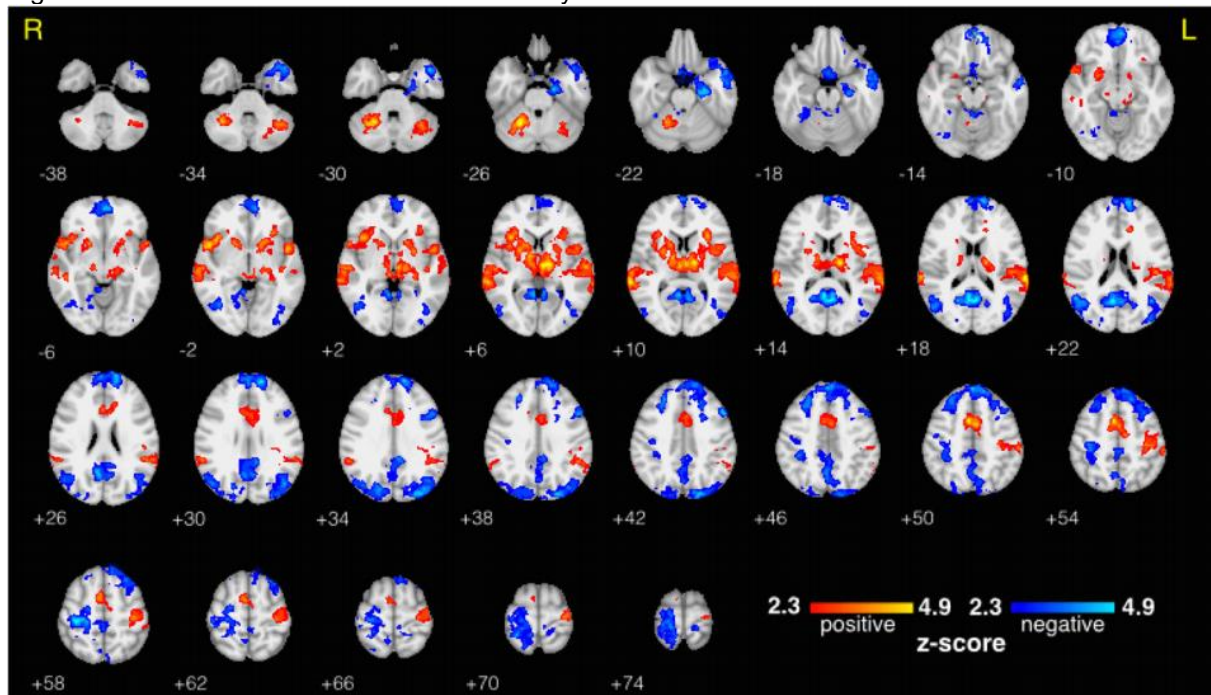 R L
-38 -34 -30 -26 -22 -18 -14 -10
-6 -2 +2 +6 +10 +14 +18 +22
+26 +30 +34 +38 +42 +46 +50 +54
2.3 4.9 2.3 4.9
positive negative
z-score
+58 +62 +66 +70 +74